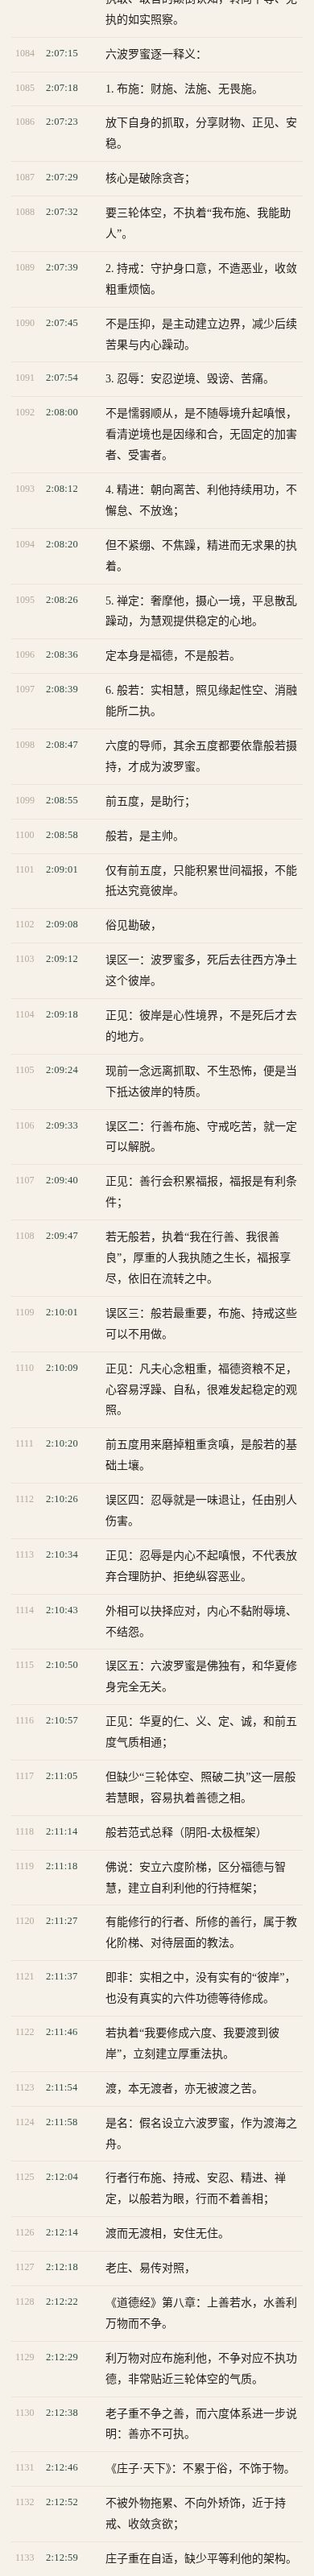 执的如实照察。
1084 2:07:15 六波罗蜜逐一释义：
1085 2:07:18 1. 布施：财施、法施、无畏施。
1086 2:07:23 放下自身的抓取，分享财物、正见、安
稳。
1087 2:07:29 核心是破除贪吝；
1088 2:07:32 要三轮体空，不执着“我布施、我能助
人”。
1089 2:07:39 2. 持戒：守护身口意，不造恶业，收敛
粗重烦恼。
1090 2:07:45 不是压抑，是主动建立边界，减少后续
苦果与内心躁动。
1091 2:07:54 3. 忍辱：安忍逆境、毁谤、苦痛。
1092 2:08:00 不是懦弱顺从，是不随辱境升起嗔恨，
看清逆境也是因缘和合，无固定的加害
者、受害者。
1093 2:08:12 4. 精进：朝向离苦、利他持续用功，不
懈怠、不放逸；
1094 2:08:20 但不紧绷、不焦躁，精进而无求果的执
着。
1095 2:08:26 5. 禅定：奢摩他，摄心一境，平息散乱
躁动，为慧观提供稳定的心地。
1096 2:08:36 定本身是福德，不是般若。
1097 2:08:39 6. 般若：实相慧，照见缘起性空、消融
能所二执。
1098 2:08:47 六度的导师，其余五度都要依靠般若摄
持，才成为波罗蜜。
1099 2:08:55 前五度，是助行；
1100 2:08:58 般若，是主帅。
1101 2:09:01 仅有前五度，只能积累世间福报，不能
抵达究竟彼岸。
1102 2:09:08 俗见勘破，
1103 2:09:12 误区一：波罗蜜多，死后去往西方净土
这个彼岸。
1104 2:09:18 正见：彼岸是心性境界，不是死后才去
的地方。
1105 2:09:24 现前一念远离抓取、不生恐怖，便是当
下抵达彼岸的特质。
1106 2:09:33 误区二：行善布施、守戒吃苦，就一定
可以解脱。
1107 2:09:40 正见：善行会积累福报，福报是有利条
件；
1108 2:09:47 若无般若，执着“我在行善、我很善
良”，厚重的人我执随之生长，福报享
尽，依旧在流转之中。
1109 2:10:01 误区三：般若最重要，布施、持戒这些
可以不用做。
1110 2:10:09 正见：凡夫心念粗重，福德资粮不足，
心容易浮躁、自私，很难发起稳定的观
照。
1111 2:10:20 前五度用来磨掉粗重贪嗔，是般若的基
础土壤。
1112 2:10:26 误区四：忍辱就是一味退让，任由别人
伤害。
1113 2:10:34 正见：忍辱是内心不起嗔恨，不代表放
弃合理防护、拒绝纵容恶业。
1114 2:10:43 外相可以抉择应对，内心不黏附辱境、
不结怨。
1115 2:10:50 误区五：六波罗蜜是佛独有，和华夏修
身完全无关。
1116 2:10:57 正见：华夏的仁、义、定、诚，和前五
度气质相通；
1117 2:11:05 但缺少“三轮体空、照破二执”这一层般
若慧眼，容易执着善德之相。
1118 2:11:14 般若范式总释（阴阳-太极框架）
1119 2:11:18 佛说：安立六度阶梯，区分福德与智
慧，建立自利利他的行持框架；
1120 2:11:27 有能修行的行者、所修的善行，属于教
化阶梯、对待层面的教法。
1121 2:11:37 即非：实相之中，没有实有的“彼岸”，
也没有真实的六件功德等待修成。
1122 2:11:46 若执着“我要修成六度、我要渡到彼
岸”，立刻建立厚重法执。
1123 2:11:54 渡，本无渡者，亦无被渡之苦。
1124 2:11:58 是名：假名设立六波罗蜜，作为渡海之
舟。
1125 2:12:04 行者行布施、持戒、安忍、精进、禅
定，以般若为眼，行而不着善相；
1126 2:12:14 渡而无渡相，安住无住。
1127 2:12:18 老庄、易传对照，
1128 2:12:22 《道德经》第八章：上善若水，水善利
万物而不争。
1129 2:12:29 利万物对应布施利他，不争对应不执功
德，非常贴近三轮体空的气质。
1130 2:12:38 老子重不争之善，而六度体系进一步说
明：善亦不可执。
1131 2:12:46 《庄子·天下》：不累于俗，不饰于物。
1132 2:12:52 不被外物拖累、不向外矫饰，近于持
戒、收敛贪欲；
1133 2:12:59 庄子重在自适，缺少平等利他的架构。